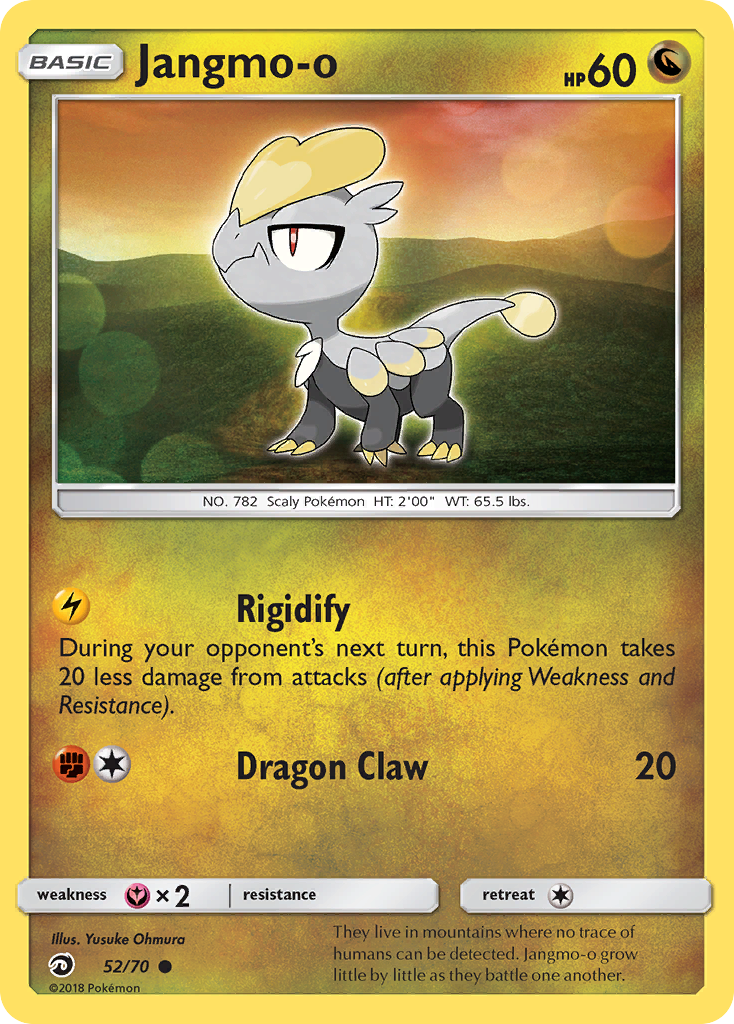 BASIC Jangmo-o HP60
NO. 782 Scaly Pokémon HT: 2'00" WT: 65.5 lbs.
Rigidify
During your opponent's next turn, this Pokémon takes
20 less damage from attacks (after applying Weakness and
Resistance).
Dragon Claw 20
weakness × 2 resistance retreat
Illus. Yusuke Ohmura
52/70
©2018 Pokémon
They live in mountains where no trace of
humans can be detected. Jangmo-o grow
little by little as they battle one another.